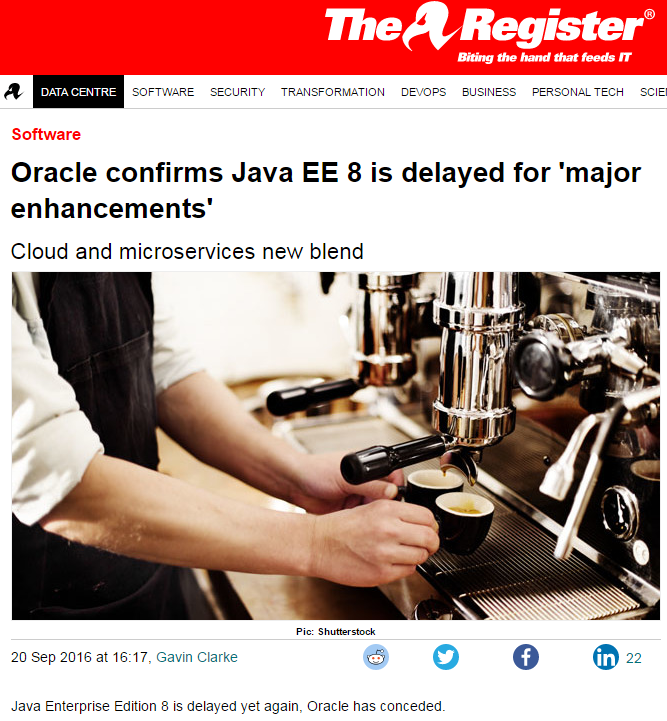 The Register®
Biting the hand that feeds IT
DATA CENTRE SOFTWARE SECURITY TRANSFORMATION DEVOPS BUSINESS PERSONAL TECH SCIE
Software
Oracle confirms Java EE 8 is delayed for 'major
enhancements'
Cloud and microservices new blend
Pic: Shutterstock
20 Sep 2016 at 16:17, Gavin Clarke 22
Java Enterprise Edition 8 is delayed yet again, Oracle has conceded.